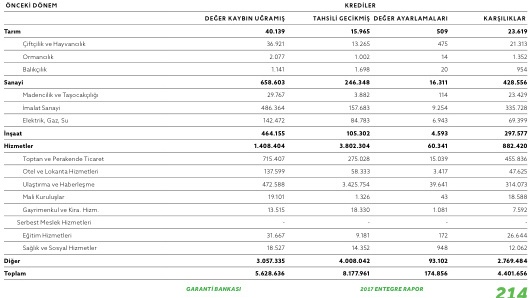 ÖNCEKİ DÖNEM KREDİLER
DEĞER KAYBIN UĞRAMIŞ TAHSİLİ GECİKMİŞ DEĞER AYARLAMALARI KARŞILIKLAR
Tarım 40.139 15.965 509 23.619
Çiftçilik ve Hayvancılık 36.921 13.265 475 21.313
Ormancılık 2.077 1.002 14 1.352
Balıkçılık 1.141 1.698 20 954
Sanayi 658.603 246.348 16.311 428.556
Madencilik ve Taşocakçılığı 29.767 3.882 114 23.429
İmalat Sanayi 486.364 157.683 9.254 335.728
Elektrik, Gaz, Su 142.472 84.783 6.943 69.399
İnşaat 464.155 105.302 4.593 297.577
Hizmetler 1.408.404 3.802.304 60.341 882.420
Toptan ve Perakende Ticaret 715.407 275.028 15.039 455.836
Otel ve Lokanta Hizmetleri 137.599 58.333 3.417 47.625
Ulaştırma ve Haberleşme 472.588 3.425.754 39.641 314.073
Mali Kuruluşlar 19.101 1.326 43 18.588
Gayrimenkul ve Kira. Hizm. 13.515 18.330 1.081 7.592
Serbest Meslek Hizmetleri - - - -
Eğitim Hizmetleri 31.667 9.181 172 26.644
Sağlık ve Sosyal Hizmetler 18.527 14.352 948 12.062
Diğer 3.057.335 4.008.042 93.102 2.769.484
Toplam 5.628.636 8.177.961 174.856 4.401.656
GARANTİ BANKASI 2017 ENTEGRE RAPOR 214